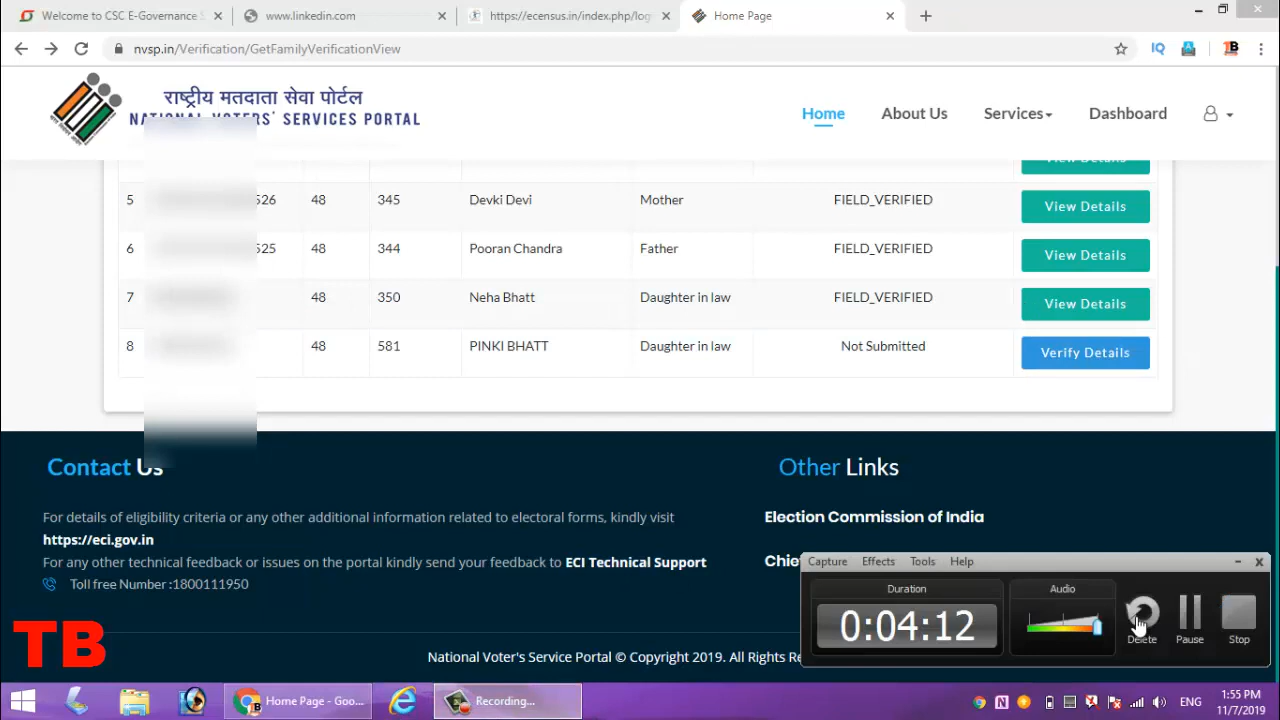 Welcome to CSC E-Governance S
www.linkedin.com
https://ecensus.in/index.php/log
Home Page
nvsp.in/Verification/GetFamilyVerificationView
IQ
राष्ट्रीय मतदाता सेवा पोर्टल
NATIONAL VOTERS' SERVICES PORTAL
Home About Us Services Dashboard
View Details
5 526 48 345 Devki Devi Mother FIELD_VERIFIED View Details
6 525 48 344 Pooran Chandra Father FIELD_VERIFIED View Details
7 48 350 Neha Bhatt Daughter in law FIELD_VERIFIED View Details
8 48 581 PINKI BHATT Daughter in law Not Submitted Verify Details
Contact Us
For details of eligibility criteria or any other additional information related to electoral forms, kindly visit
https://eci.gov.in
For any other technical feedback or issues on the portal kindly send your feedback to ECI Technical Support
Toll free Number :1800111950
Other Links
Election Commission of India
Chie
Capture Effects Tools Help
Duration
0:04:12
Audio
Delete Pause Stop
TB
National Voter's Service Portal © Copyright 2019. All Rights Re
Home Page - Goo...
Recording...
ENG
1:55 PM
11/7/2019